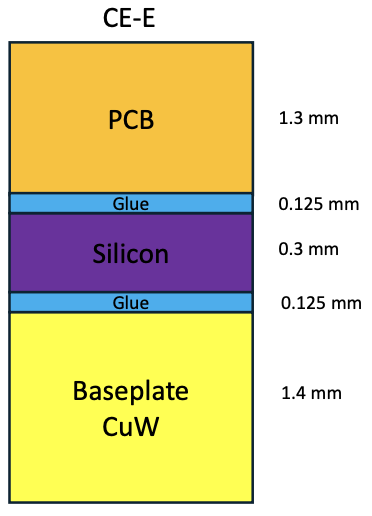 CE-E
PCB
1.3 mm
Glue
0.125 mm
Silicon
0.3 mm
Glue
0.125 mm
Baseplate
CuW
1.4 mm